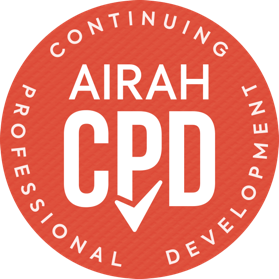 CONTINUING
AIRAH
CPD
PROFESSIONAL DEVELOPMENT